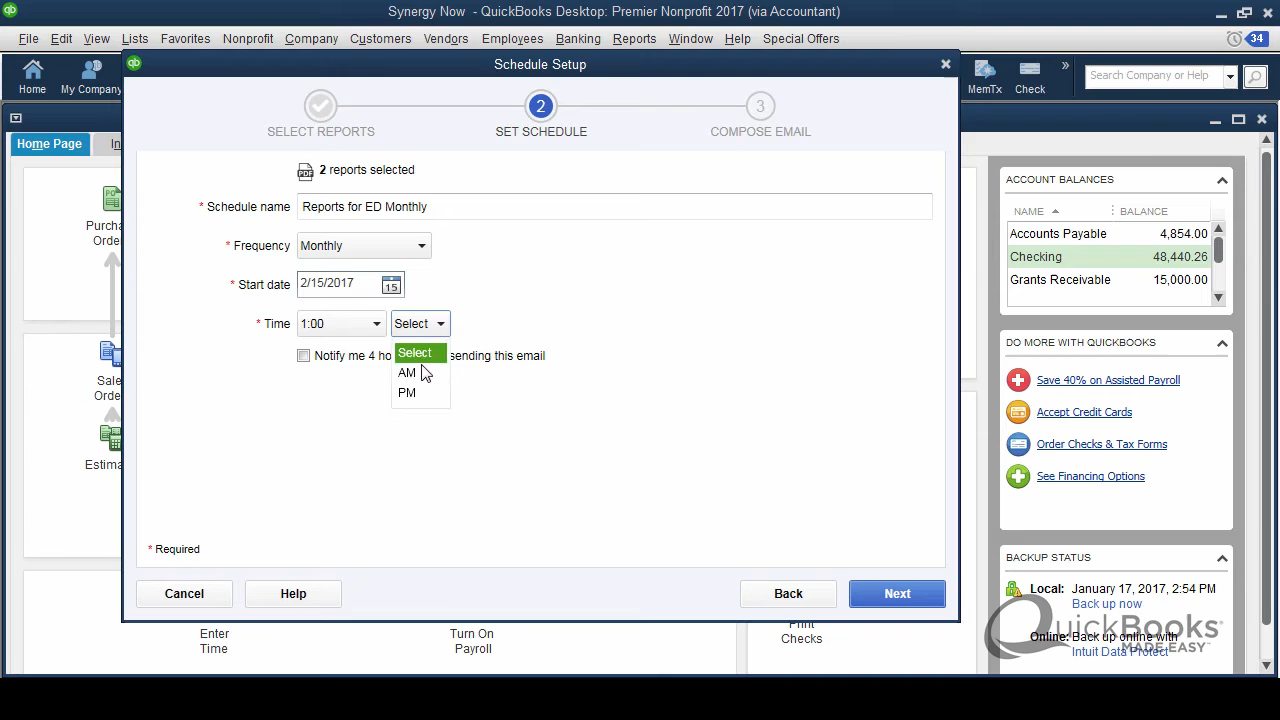 Synergy Now - QuickBooks Desktop: Premier Nonprofit 2017 (via Accountant)
File Edit View Lists Favorites Nonprofit Company Customers Vendors Employees Banking Reports Window Help Special Offers 34
Home My Company MemTx Check » Search Company or Help
Schedule Setup
2 3
SELECT REPORTS SET SCHEDULE COMPOSE EMAIL
Home Page In
PDF 2 reports selected
* Schedule name Reports for ED Monthly
* Frequency Monthly
* Start date 2/15/2017 15
* Time 1:00 Select
Notify me 4 ho sending this email
Select
AM
PM
* Required
Cancel Help Back Next
PO
Purcha
Orde
Sale
Orde
Estima
Enter
Time
Turn On
Payroll
Print
Checks
ACCOUNT BALANCES
NAME BALANCE
Accounts Payable 4,854.00
Checking 48,440.26
Grants Receivable 15,000.00
DO MORE WITH QUICKBOOKS
Save 40% on Assisted Payroll
Accept Credit Cards
Order Checks & Tax Forms
See Financing Options
BACKUP STATUS
Local: January 17, 2017, 2:54 PM
Back up now
Online: Back up online with
Intuit Data Protect
QuickBooks
MADE EASY™